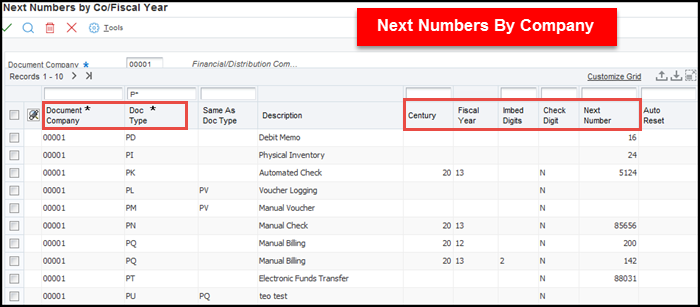 Next Numbers by Co/Fiscal Year
Next Numbers By Company
Tools
Document Company * 00001 Financial/Distribution Com...
Records 1 - 10 Customize Grid
P*
Document Company * Doc Type * Same As Doc Type Description Century Fiscal Year Imbed Digits Check Digit Next Number Auto Reset
00001 PD Debit Memo 16
00001 PI Physical Inventory 24
00001 PK Automated Check 20 13 N 5124
00001 PL PV Voucher Logging N
00001 PM PV Manual Voucher N
00001 PN Manual Check 20 13 N 85656
00001 PQ Manual Billing 20 12 N 200
00001 PQ Manual Billing 20 13 2 N 142
00001 PT Electronic Funds Transfer N 88031
00001 PU PQ teo test N